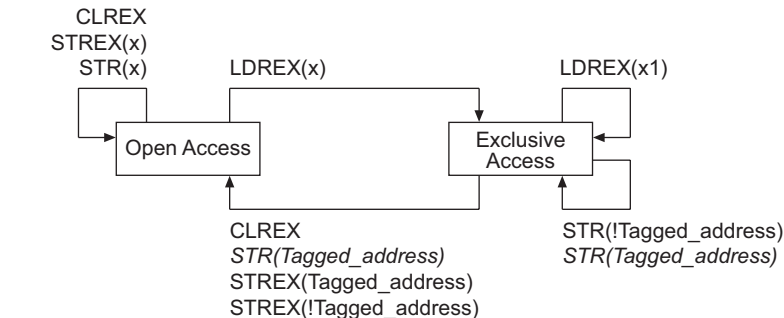 CLREX
STREX(x)
STR(x)
LDREX(x)
LDREX(x1)
Open Access
Exclusive
Access
CLREX
STR(Tagged_address)
STREX(Tagged_address)
STREX(!Tagged_address)
STR(!Tagged_address)
STR(Tagged_address)